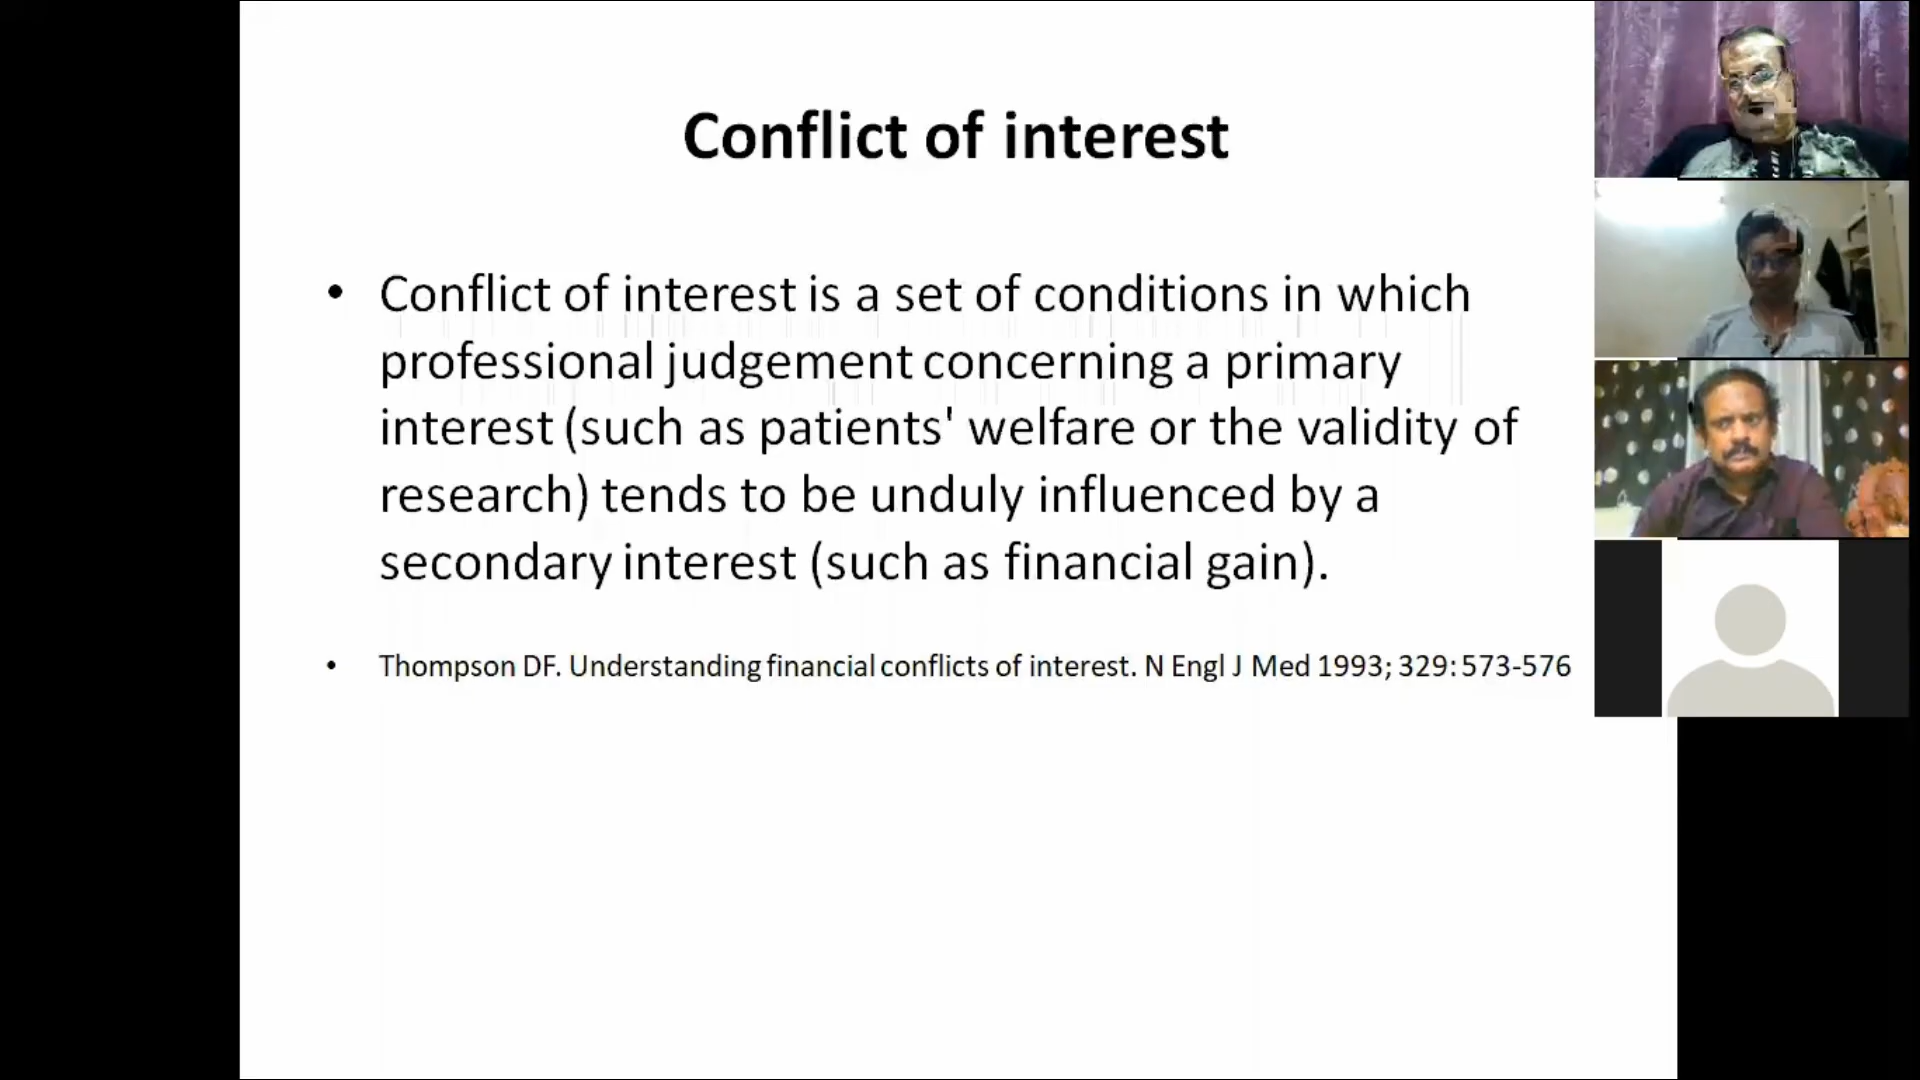 Conflict of interest
• Conflict of interest is a set of conditions in which
professional judgement concerning a primary
interest (such as patients' welfare or the validity of
research) tends to be unduly influenced by a
secondary interest (such as financial gain).
• Thompson DF. Understanding financial conflicts of interest. N Engl J Med 1993; 329: 573-576